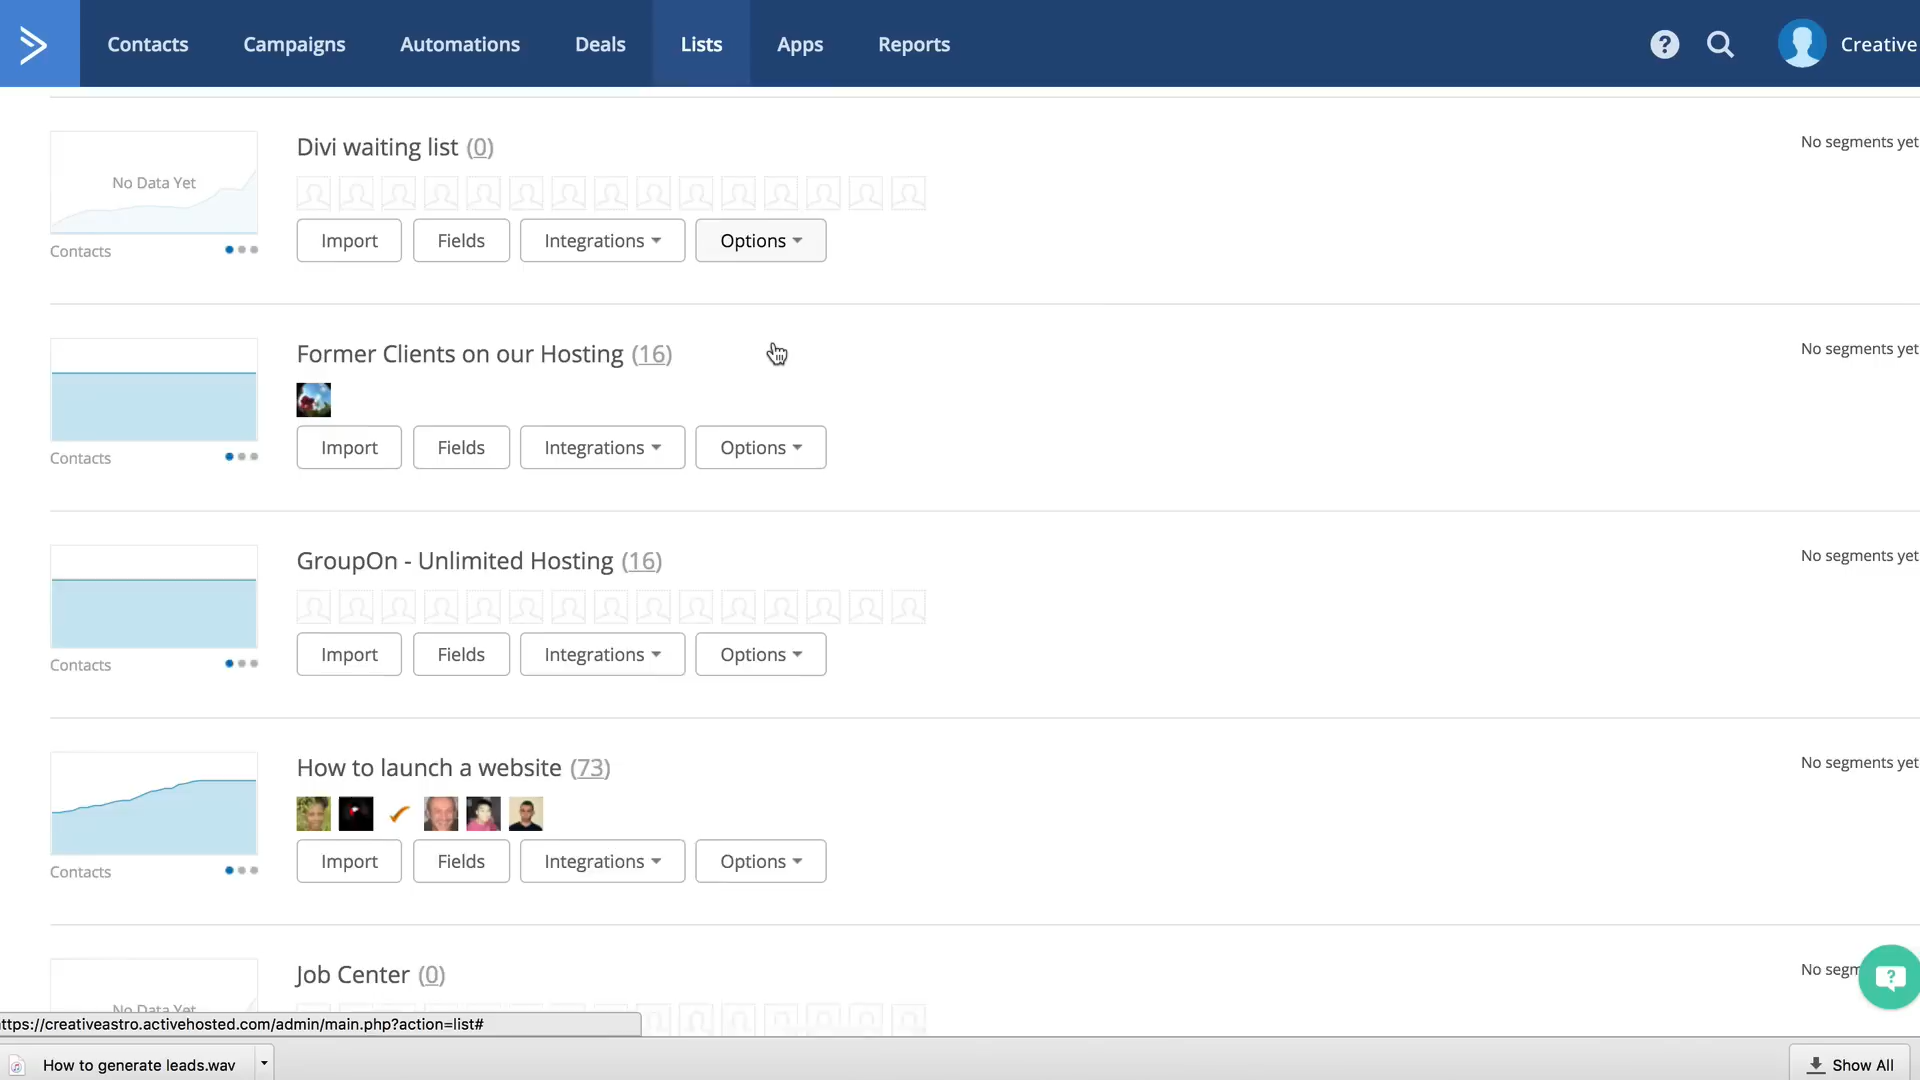 Contacts Campaigns Automations Deals Lists Apps Reports Creative
No Data Yet
Contacts
Divi waiting list (0)
Import Fields Integrations Options
No segments yet
Contacts
Former Clients on our Hosting (16)
Import Fields Integrations Options
No segments yet
Contacts
GroupOn - Unlimited Hosting (16)
Import Fields Integrations Options
No segments yet
Contacts
How to launch a website (73)
Import Fields Integrations Options
No segments yet
No Data Yet
Job Center (0)
No segm
ttps://creativeastro.activehosted.com/admin/main.php?action=list#
How to generate leads.wav
Show All